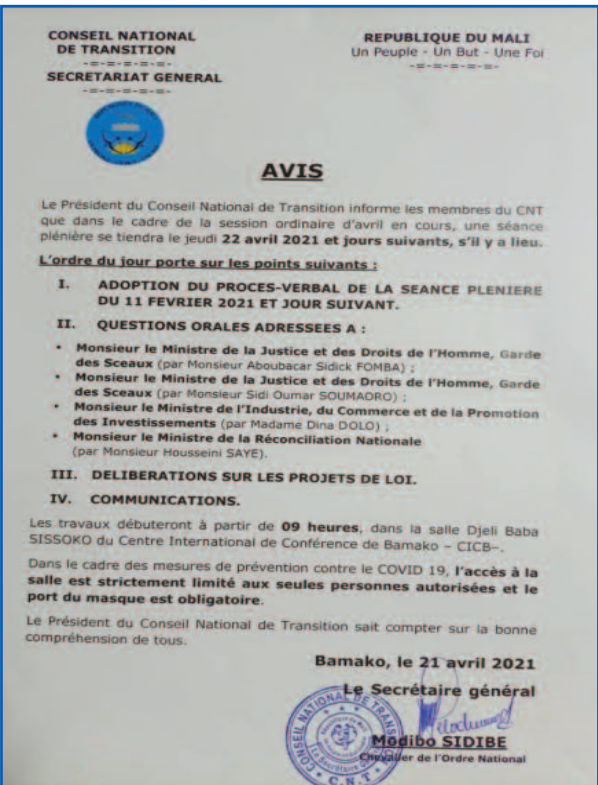 CONSEIL NATIONAL
DE TRANSITION
-=-=-=-=-=-
SECRETARIAT GENERAL
-=-=-=-=-=-
REPUBLIQUE DU MALI
Un Peuple - Un But - Une Foi
-=-=-=-=-=-
AVIS
Le Président du Conseil National de Transition informe les membres du CNT
que dans le cadre de la session ordinaire d'avril en cours, une séance
plénière se tiendra le jeudi 22 avril 2021 et jours suivants, s'il y a lieu.
L'ordre du jour porte sur les points suivants :
I. ADOPTION DU PROCES-VERBAL DE LA SEANCE PLENIERE
DU 11 FEVRIER 2021 ET JOUR SUIVANT.
II. QUESTIONS ORALES ADRESSEES A :
• Monsieur le Ministre de la Justice et des Droits de l'Homme, Garde
des Sceaux (par Monsieur Aboubacar Sidick FOMBA) ;
• Monsieur le Ministre de la Justice et des Droits de l'Homme, Garde
des Sceaux (par Monsieur Sidi Oumar SOUMAORO) ;
• Monsieur le Ministre de l'Industrie, du Commerce et de la Promotion
des Investissements (par Madame Dina DOLO) ;
• Monsieur le Ministre de la Réconciliation Nationale
(par Monsieur Housseini SAYE).
III. DELIBERATIONS SUR LES PROJETS DE LOI.
IV. COMMUNICATIONS.
Les travaux débuteront à partir de 09 heures, dans la salle Djeli Baba
SISSOKO du Centre International de Conférence de Bamako – CICB–.
Dans le cadre des mesures de prévention contre le COVID 19, l'accès à la
salle est strictement limité aux seules personnes autorisées et le
port du masque est obligatoire.
Le Président du Conseil National de Transition sait compter sur la bonne
compréhension de tous.
Bamako, le 21 avril 2021
Le Secrétaire général
CONSEIL NATIONAL DE TRANS
C.N.T.
Modibo SIDIBE
Chevalier de l'Ordre National